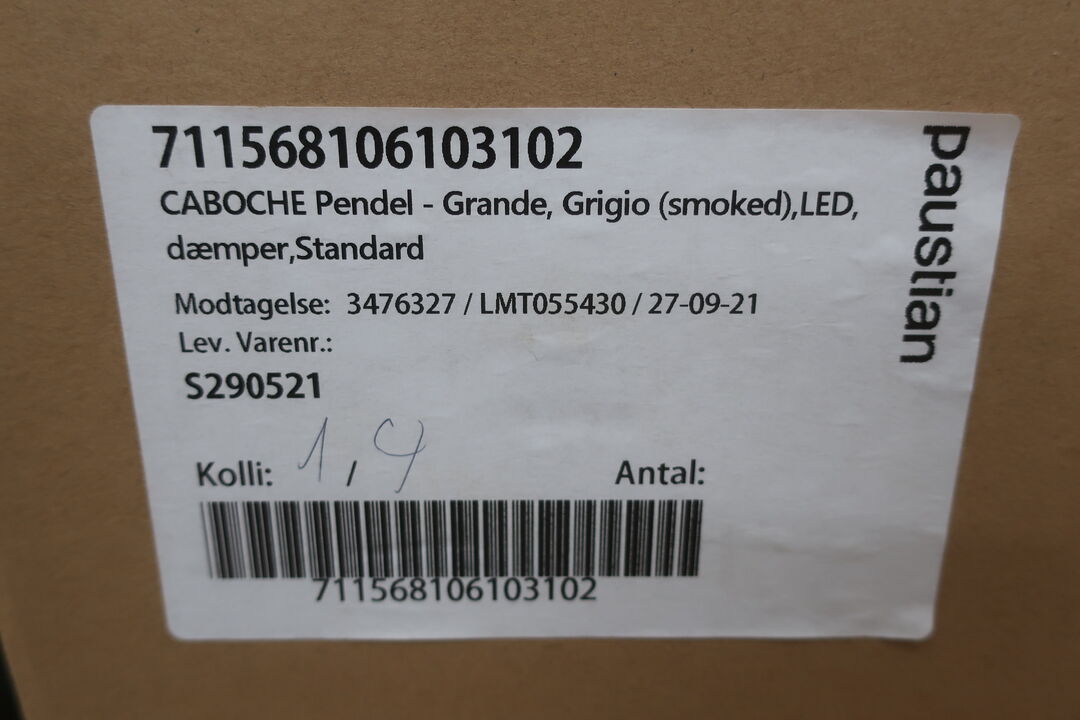 711568106103102
CABOCHE Pendel - Grande, Grigio (smoked),LED,
dæmper,Standard
Modtagelse: 3476327 / LMT055430 / 27-09-21
Lev. Varenr.:
S290521
Kolli: 1 / 4
Antal:
711568106103102
paustian